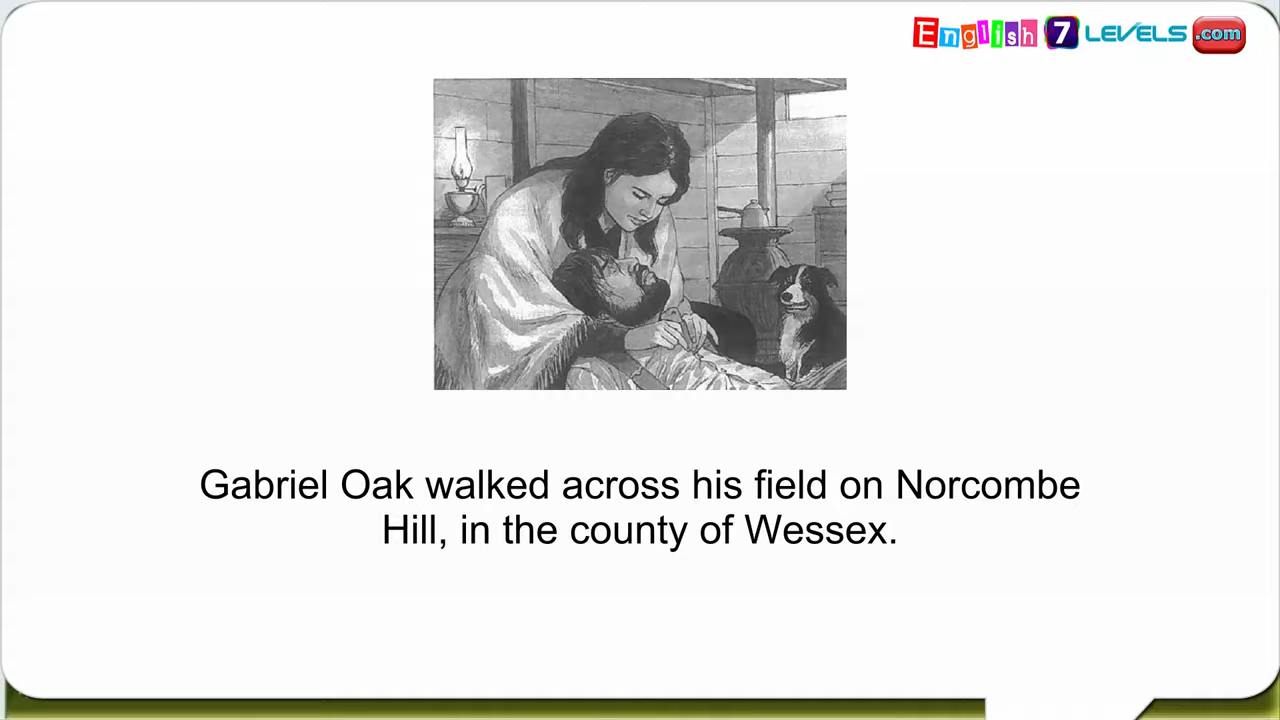 English 7 LEVELS .com
Gabriel Oak walked across his field on Norcombe
Hill, in the county of Wessex.